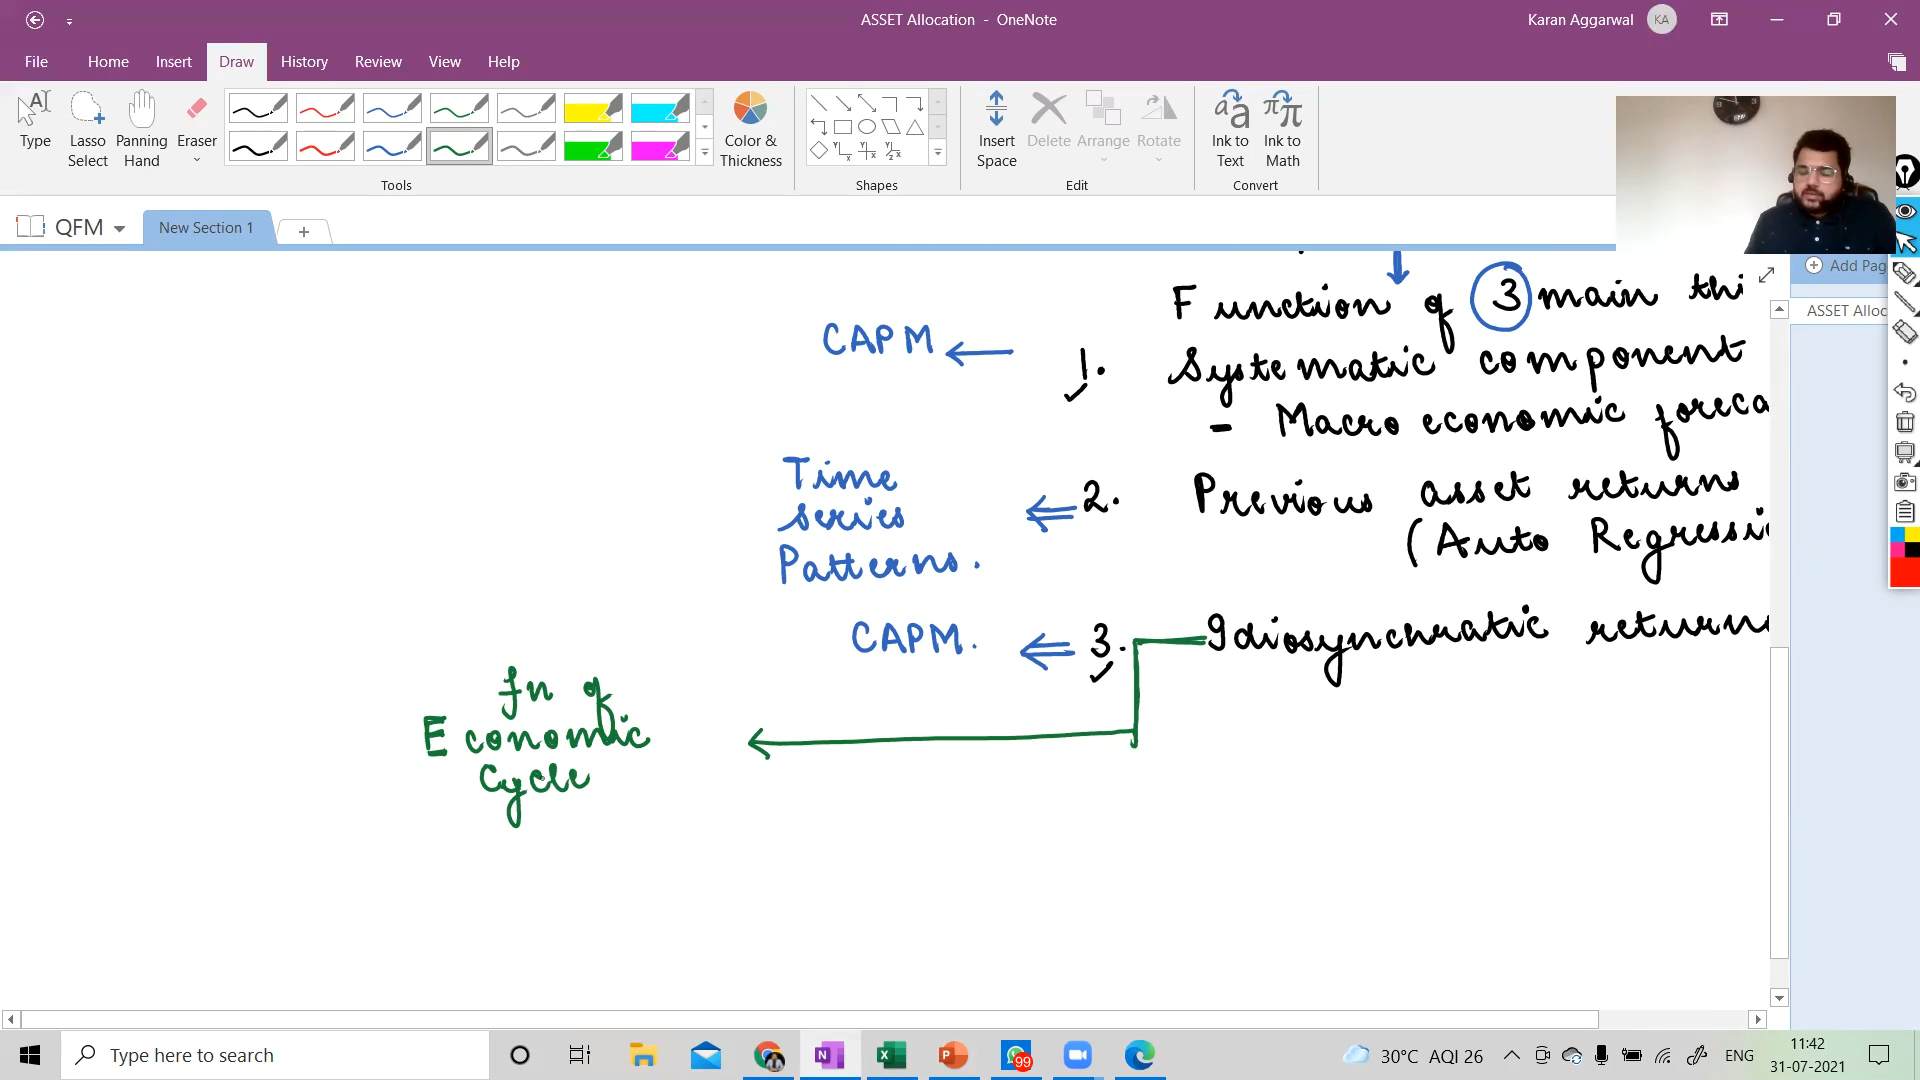 ASSET Allocation - OneNote
Karan Aggarwal KA
File Home Insert Draw History Review View Help
Type Lasso Select Panning Hand Eraser Color & Thickness Insert Space Delete Arrange Rotate Ink to Text Ink to Math
Tools Shapes Edit Convert
QFM New Section 1 +
Add Pag
ASSET Alloc
Function of 3 main thi
CAPM
1. Systematic component
- Macro economic foreca
Time series Patterns.
2. Previous asset returns
(Auto Regressi
CAPM.
3. Idiosynchratic returns
fn of
Economic
Cycle
Type here to search
99
30°C AQI 26 ENG
11:42
31-07-2021